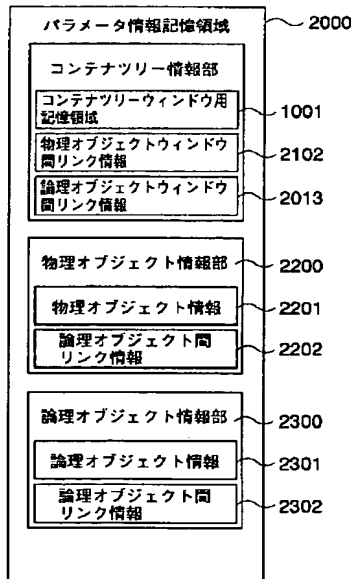 パラメータ情報記憶領域
2000
コンテナツリー情報部
コンテナツリーウィンドウ用
記憶領域
1001
物理オブジェクトウィンドウ
間リンク情報
2102
論理オブジェクトウィンドウ
間リンク情報
2013
物理オブジェクト情報部
2200
物理オブジェクト情報
2201
論理オブジェクト間
リンク情報
2202
論理オブジェクト情報部
2300
論理オブジェクト情報
2301
論理オブジェクト間
リンク情報
2302